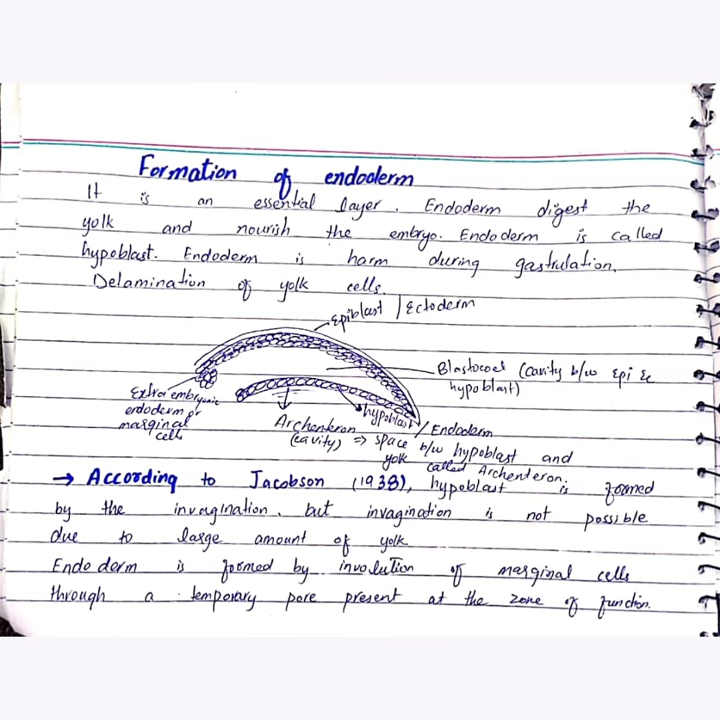 Formation of endoderm
It is an essential layer. Endoderm digest the
yolk and nourish the embryo. Endoderm is called
hypoblast. Endoderm is harm during gastrulation.
Delamination of yolk cells.
Epiblast / Ectoderm
Blastocoel (cavity b/w epi &
hypoblast)
Extra embryonic
endoderm or
marginal
cells
hypoblast / Endoderm
Archenteron
(cavity) ⇒ space b/w hypoblast and
yolk called Archenteron.
→ According to Jacobson (1938), hypoblast is formed
by the invagination. but invagination is not possible
due to large amount of yolk.
Endoderm is formed by involution of marginal cells
through a temporary pore present at the zone of function.